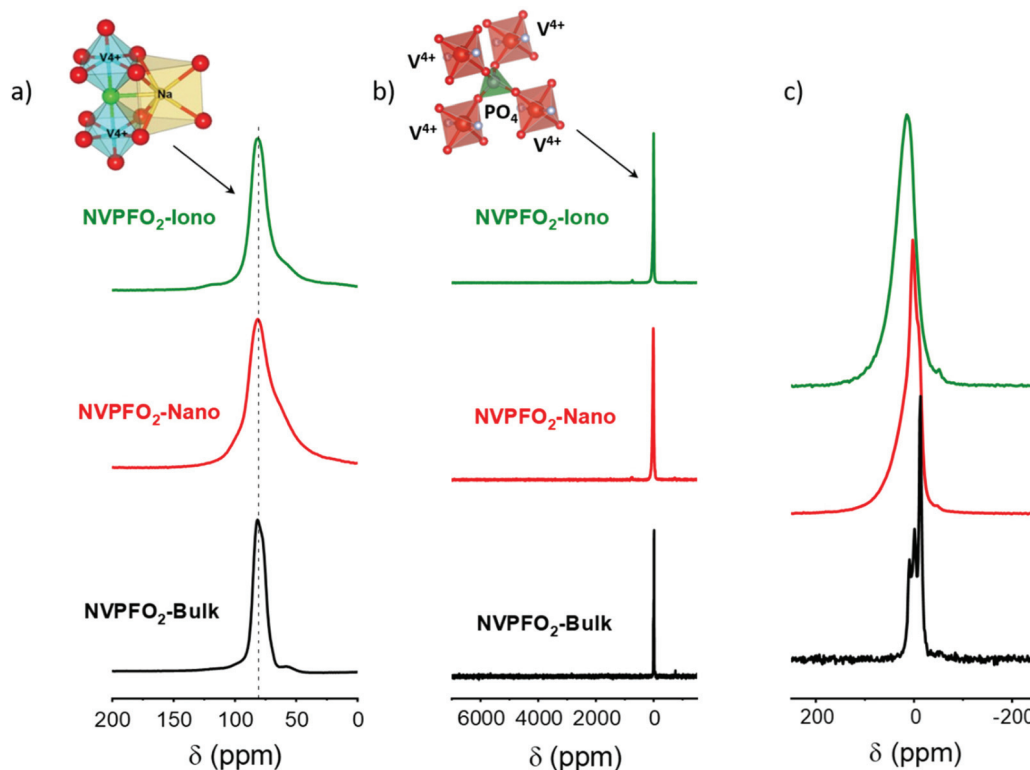 a)
V4+
Na
V4+
NVPFO₂-Iono
NVPFO₂-Nano
NVPFO₂-Bulk
200 150 100 50 0
δ (ppm)
b)
V⁴⁺
V⁴⁺
PO₄
V⁴⁺
V⁴⁺
NVPFO₂-Iono
NVPFO₂-Nano
NVPFO₂-Bulk
6000 4000 2000 0
δ (ppm)
c)
200 0 -200
δ (ppm)